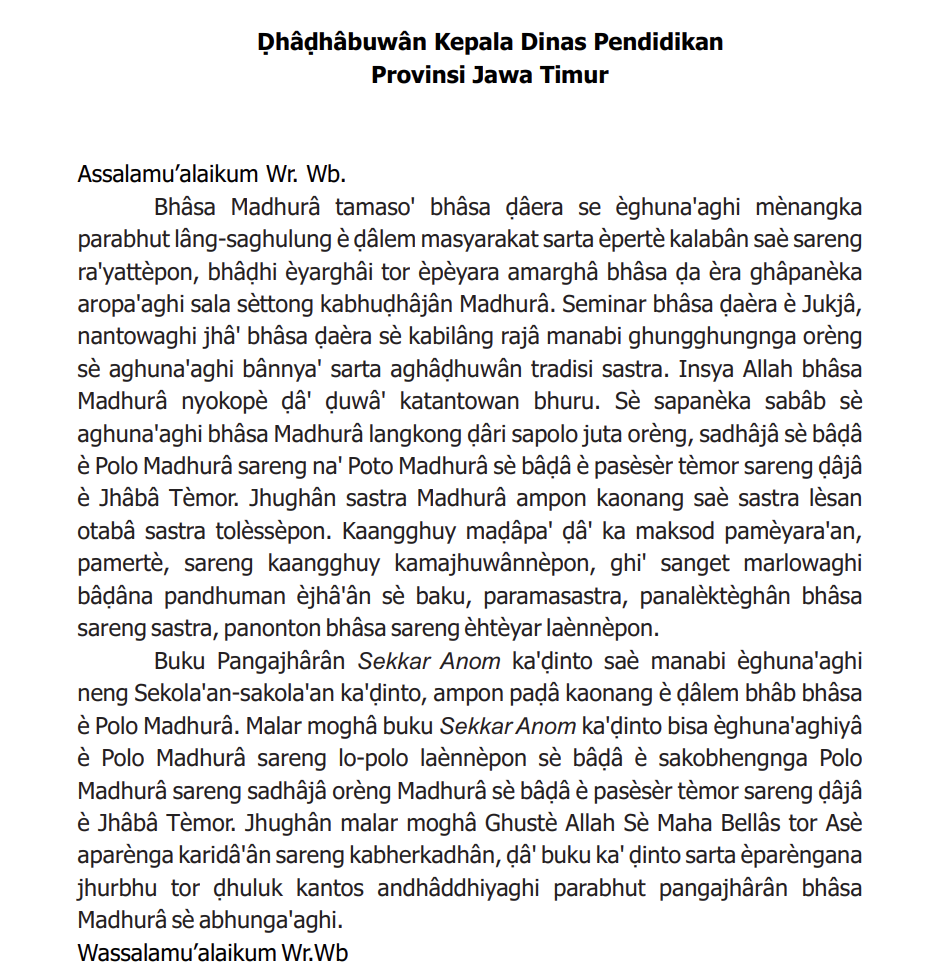 Ḍhâḍhâbuwân Kepala Dinas Pendidikan
Provinsi Jawa Timur
Assalamu’alaikum Wr. Wb.
Bhâsa Madhurâ tamaso' bhâsa ḍâera se èghuna'aghi mènangka
parabhut lâng-saghulung è ḍâlem masyarakat sarta èpertè kalabân saè sareng
ra'yattèpon, bhâḍhi èyarghâi tor èpèyara amarghâ bhâsa ḍa èra ghâpanèka
aropa'aghi sala sèttong kabhuḍhâjân Madhurâ. Seminar bhâsa ḍaèra è Jukjâ,
nantowaghi jhâ' bhâsa ḍaèra sè kabilâng rajâ manabi ghungghungnga orèng
sè aghuna'aghi bânnya' sarta aghâḍhuwân tradisi sastra. Insya Allah bhâsa
Madhurâ nyokopè ḍâ' ḍuwâ' katantowan bhuru. Sè sapanèka sabâb sè
aghuna'aghi bhâsa Madhurâ langkong ḍâri sapolo juta orèng, sadhâjâ sè bâḍâ
è Polo Madhurâ sareng na' Poto Madhurâ sè bâḍâ è pasèsèr tèmor sareng ḍâjâ
è Jhâbâ Tèmor. Jhughân sastra Madhurâ ampon kaonang saè sastra lèsan
otabâ sastra tolèssèpon. Kaangghuy maḍâpa' ḍâ' ka maksod pamèyara'an,
pamertè, sareng kaangghuy kamajhuwânnèpon, ghi' sanget marlowaghi
bâḍâna pandhuman èjhâ'ân sè baku, paramasastra, panalèktèghân bhâsa
sareng sastra, panonton bhâsa sareng èhtèyar laènnèpon.
Buku Pangajhârân Sekkar Anom ka'ḍinto saè manabi èghuna'aghi
neng Sekola'an-sakola'an ka'ḍinto, ampon paḍâ kaonang è ḍâlem bhâb bhâsa
è Polo Madhurâ. Malar moghâ buku Sekkar Anom ka'ḍinto bisa èghuna'aghiyâ
è Polo Madhurâ sareng lo-polo laènnèpon sè bâḍâ è sakobhengnga Polo
Madhurâ sareng sadhâjâ orèng Madhurâ sè bâḍâ è pasèsèr tèmor sareng ḍâjâ
è Jhâbâ Tèmor. Jhughân malar moghâ Ghustè Allah Sè Maha Bellâs tor Asè
aparènga karidâ'ân sareng kabherkadhân, ḍâ' buku ka' ḍinto sarta èparèngana
jhurbhu tor ḍhuluk kantos andhâddhiyaghi parabhut pangajhârân bhâsa
Madhurâ sè abhunga'aghi.
Wassalamu’alaikum Wr.Wb